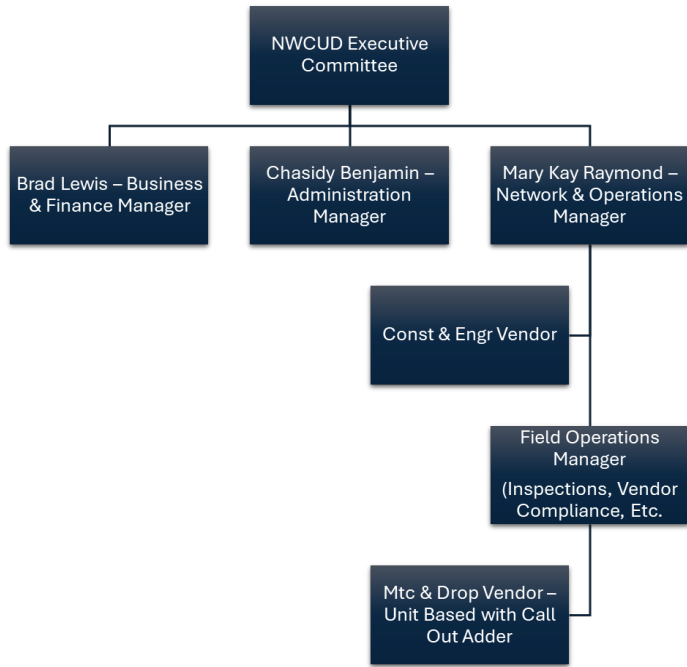 NWCUD Executive
Committee
Brad Lewis – Business
& Finance Manager
Chasidy Benjamin –
Administration
Manager
Mary Kay Raymond –
Network & Operations
Manager
Const & Engr Vendor
Field Operations
Manager
(Inspections, Vendor
Compliance, Etc.
Mtc & Drop Vendor –
Unit Based with Call
Out Adder